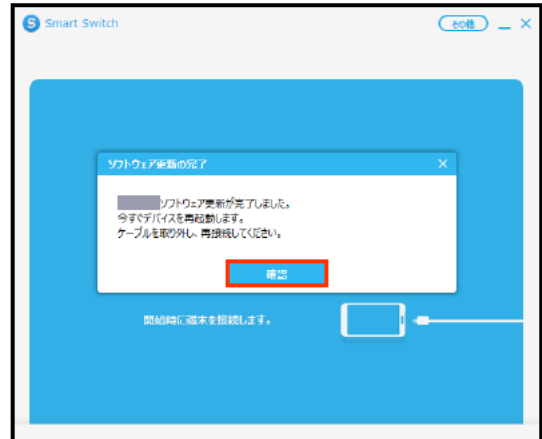 Smart Switch
その他
ソフトウェア更新の完了
ソフトウェア更新が完了しました。
今すぐデバイスを再起動します。
ケーブルを取り外し、再接続してください。
確認
開始時に端末を接続します。